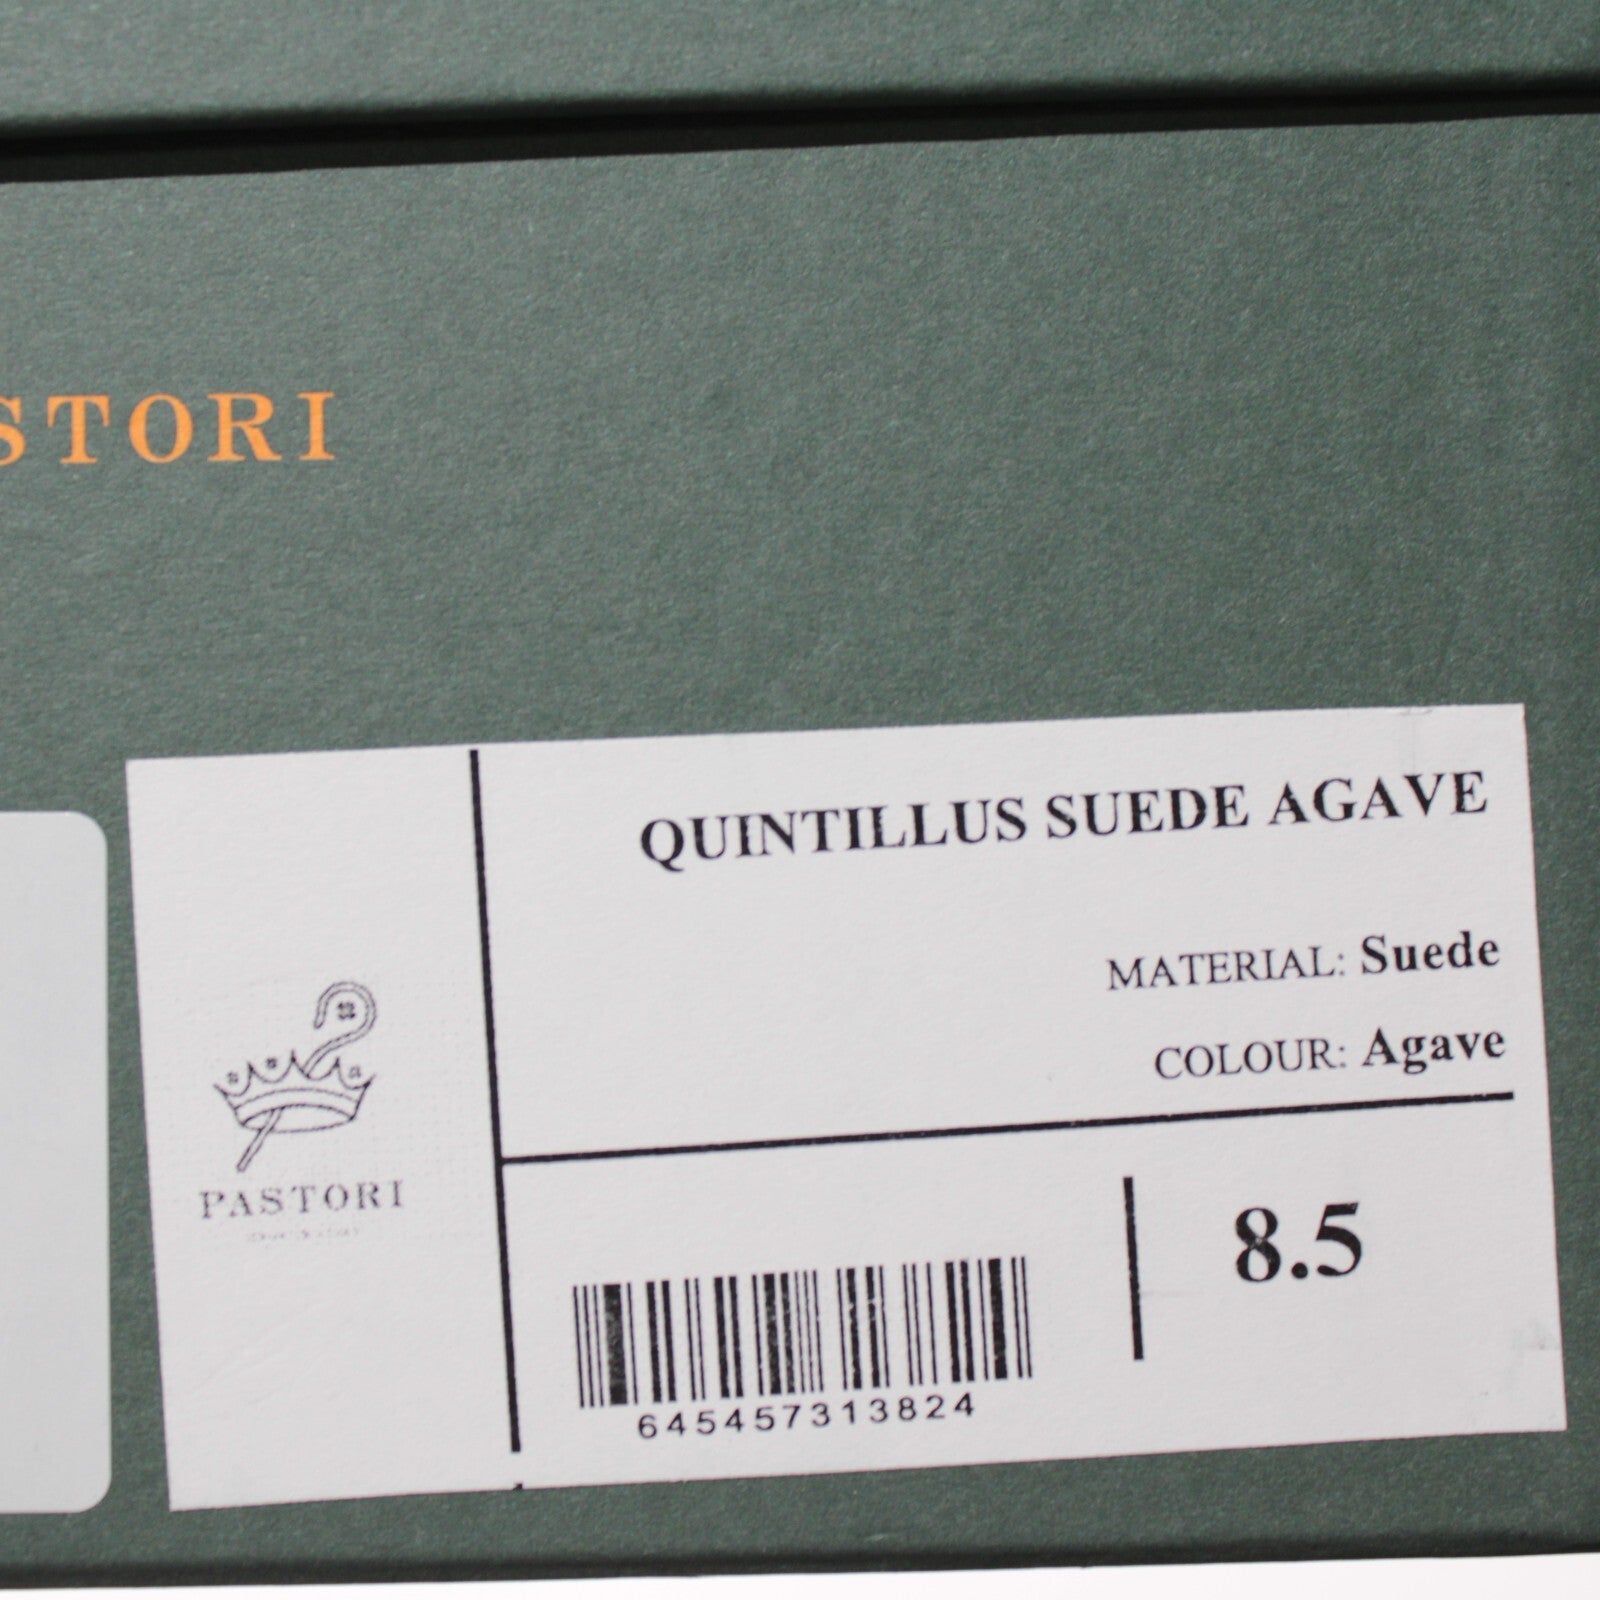 STORI
QUINTILLUS SUEDE AGAVE
MATERIAL: Suede
COLOUR: Agave
PASTORI
8.5
645457313824